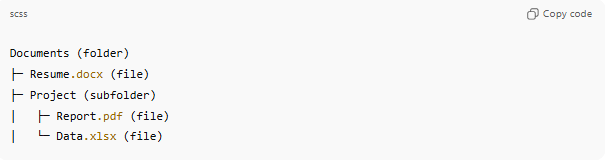 scss
Copy code
Documents (folder)
├─ Resume.docx (file)
├─ Project (subfolder)
│   ├─ Report.pdf (file)
│   └─ Data.xlsx (file)